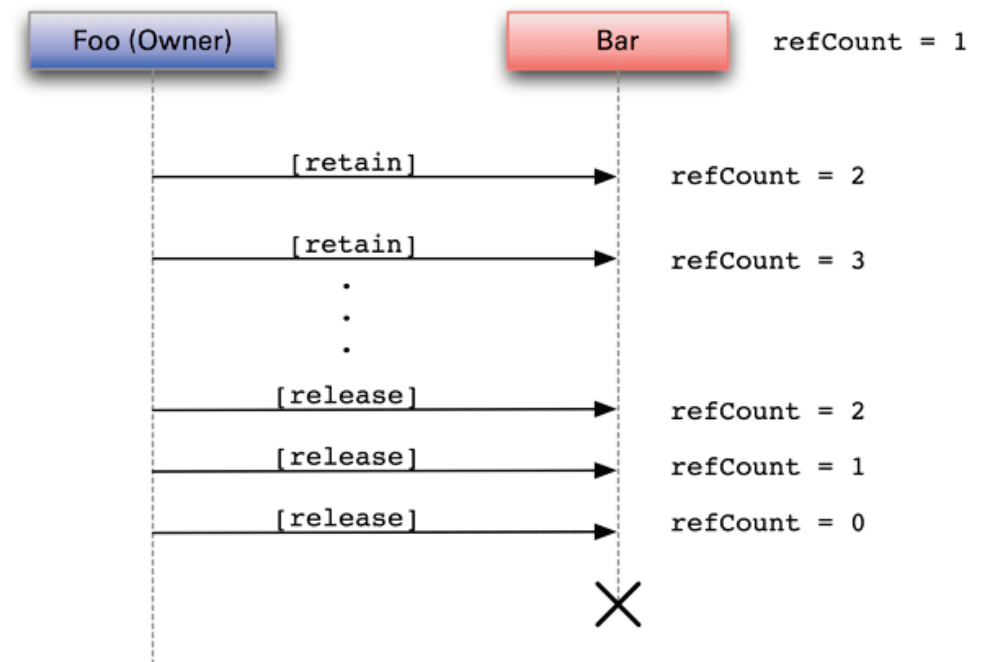 Foo (Owner)
Bar
refCount = 1
[retain]
refCount = 2
[retain]
refCount = 3
[release]
refCount = 2
[release]
refCount = 1
[release]
refCount = 0